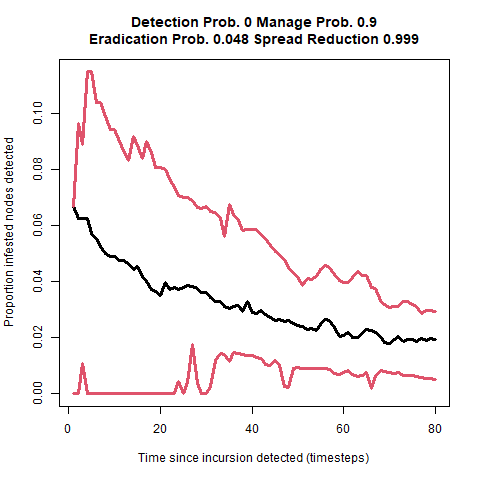 Detection Prob. 0 Manage Prob. 0.9
Eradication Prob. 0.048 Spread Reduction 0.999
Proportion infested nodes detected
0.10
0.08
0.06
0.04
0.02
0.00
0
20
40
60
80
Time since incursion detected (timesteps)